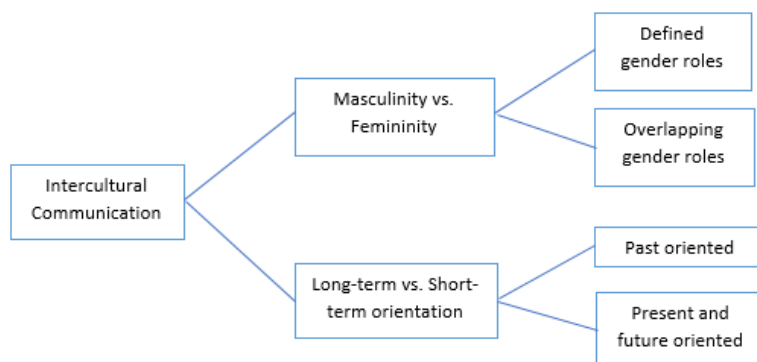 Intercultural
Communication
Masculinity vs.
Femininity
Defined
gender roles
Overlapping
gender roles
Long-term vs. Short-
term orientation
Past oriented
Present and
future oriented